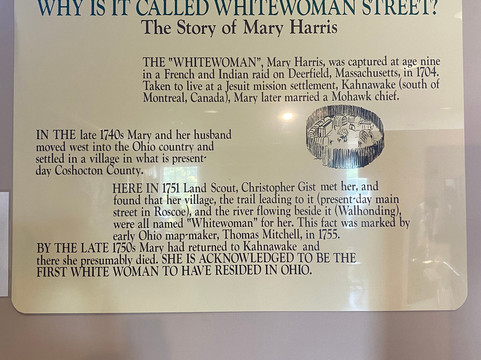 WHY IS IT CALLED WHITEWOMAN STREET?
The Story of Mary Harris
THE "WHITEWOMAN", Mary Harris, was captured at age nine
in a French and Indian raid on Deerfield, Massachusetts, in 1704.
Taken to live at a Jesuit mission settlement, Kahnawake (south of
Montreal, Canada), Mary later married a Mohawk chief.
IN THE late 1740s Mary and her husband
moved west into the Ohio country and
settled in a village in what is present-
day Coshocton County.
HERE IN 1751 Land Scout, Christopher Gist met her, and
found that her village, the trail leading to it (present-day main
street in Roscoe), and the river flowing beside it (Walhonding),
were all named "Whitewoman" for her. This fact was marked by
early Ohio map-maker, Thomas Mitchell, in 1755.
BY THE LATE 1750s Mary had returned to Kahnawake and
there she presumably died. SHE IS ACKNOWLEDGED TO BE THE
FIRST WHITE WOMAN TO HAVE RESIDED IN OHIO.